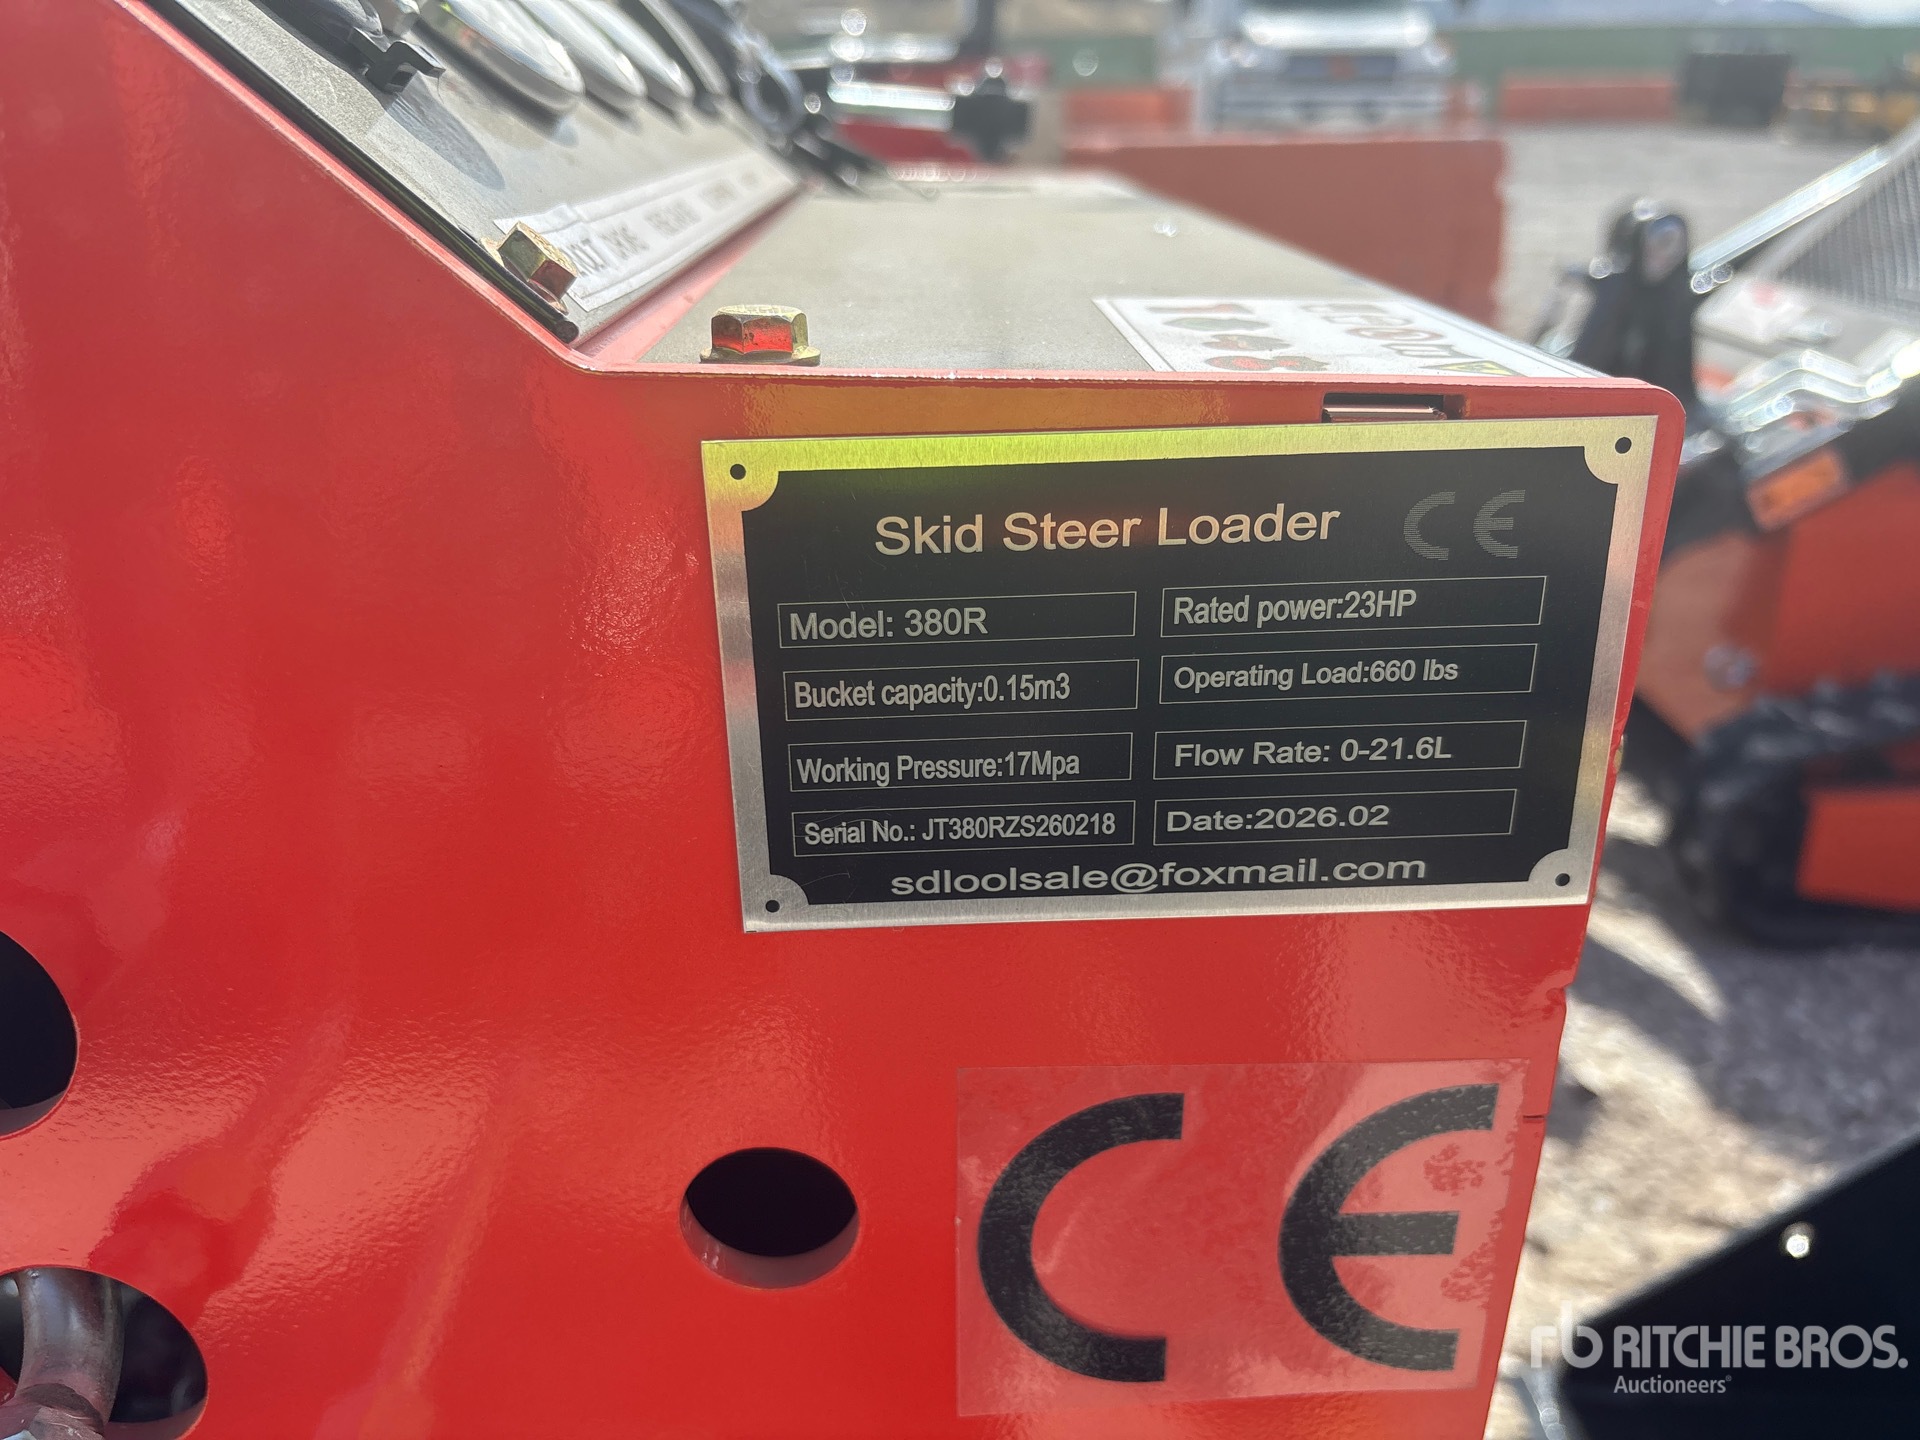 Skid Steer Loader CE
Model: 380R
Rated power:23HP
Bucket capacity:0.15m3
Operating Load:660 lbs
Working Pressure:17Mpa
Flow Rate: 0-21.6L
Serial No.: JT380RZS260218
Date:2026.02
sdloolsale@foxmail.com
CE
rb RITCHIE BROS.
Auctioneers®